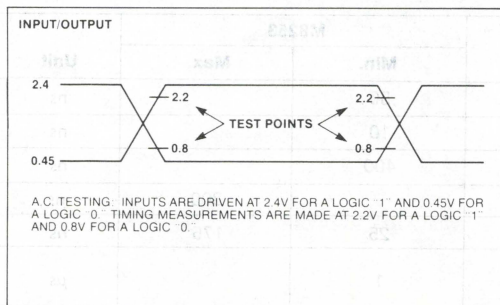 INPUT/OUTPUT
2.4
2.2
2.2
TEST POINTS
0.8
0.8
0.45
A.C. TESTING: INPUTS ARE DRIVEN AT 2.4V FOR A LOGIC "1" AND 0.45V FOR
A LOGIC "0." TIMING MEASUREMENTS ARE MADE AT 2.2V FOR A LOGIC "1"
AND 0.8V FOR A LOGIC "0."